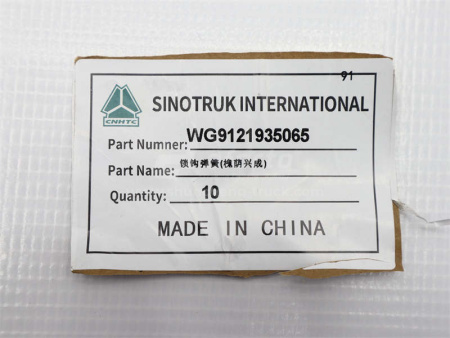 91
CNHTC
SINOTRUK INTERNATIONAL
Part Numner: WG9121935065
Part Name: 锁钩弹簧(槐荫兴成)
Quantity: 10
MADE IN CHINA